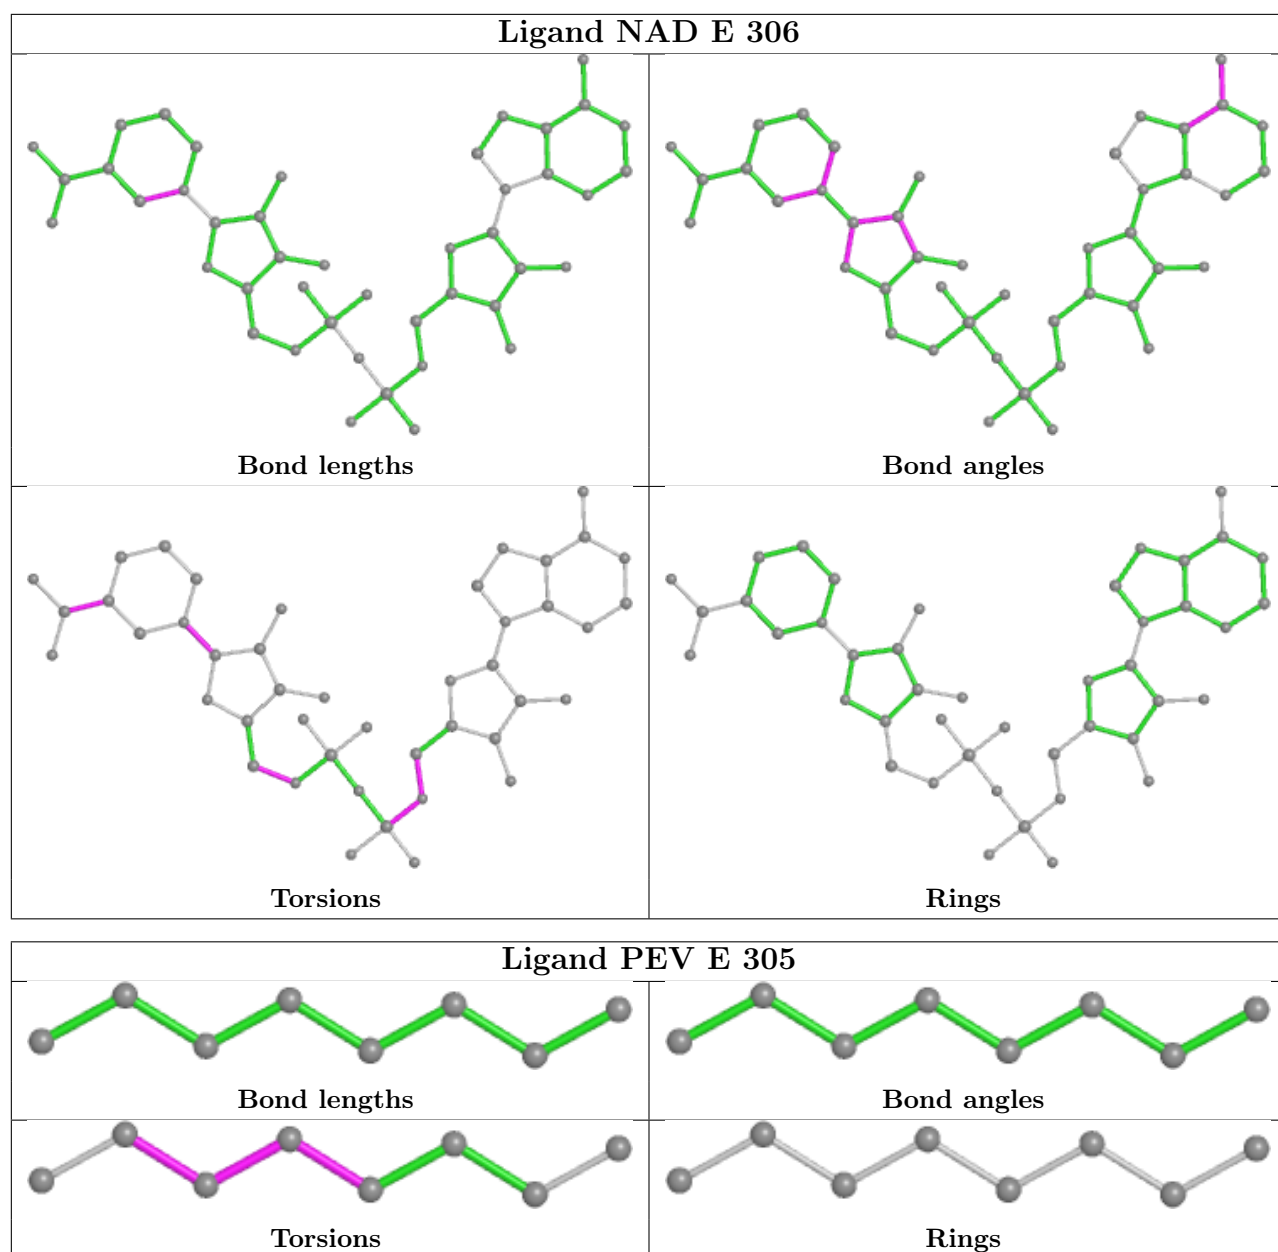 Ligand NAD E 306
Bond lengths
Bond angles
Torsions
Rings
Ligand PEV E 305
Bond lengths
Bond angles
Torsions
Rings